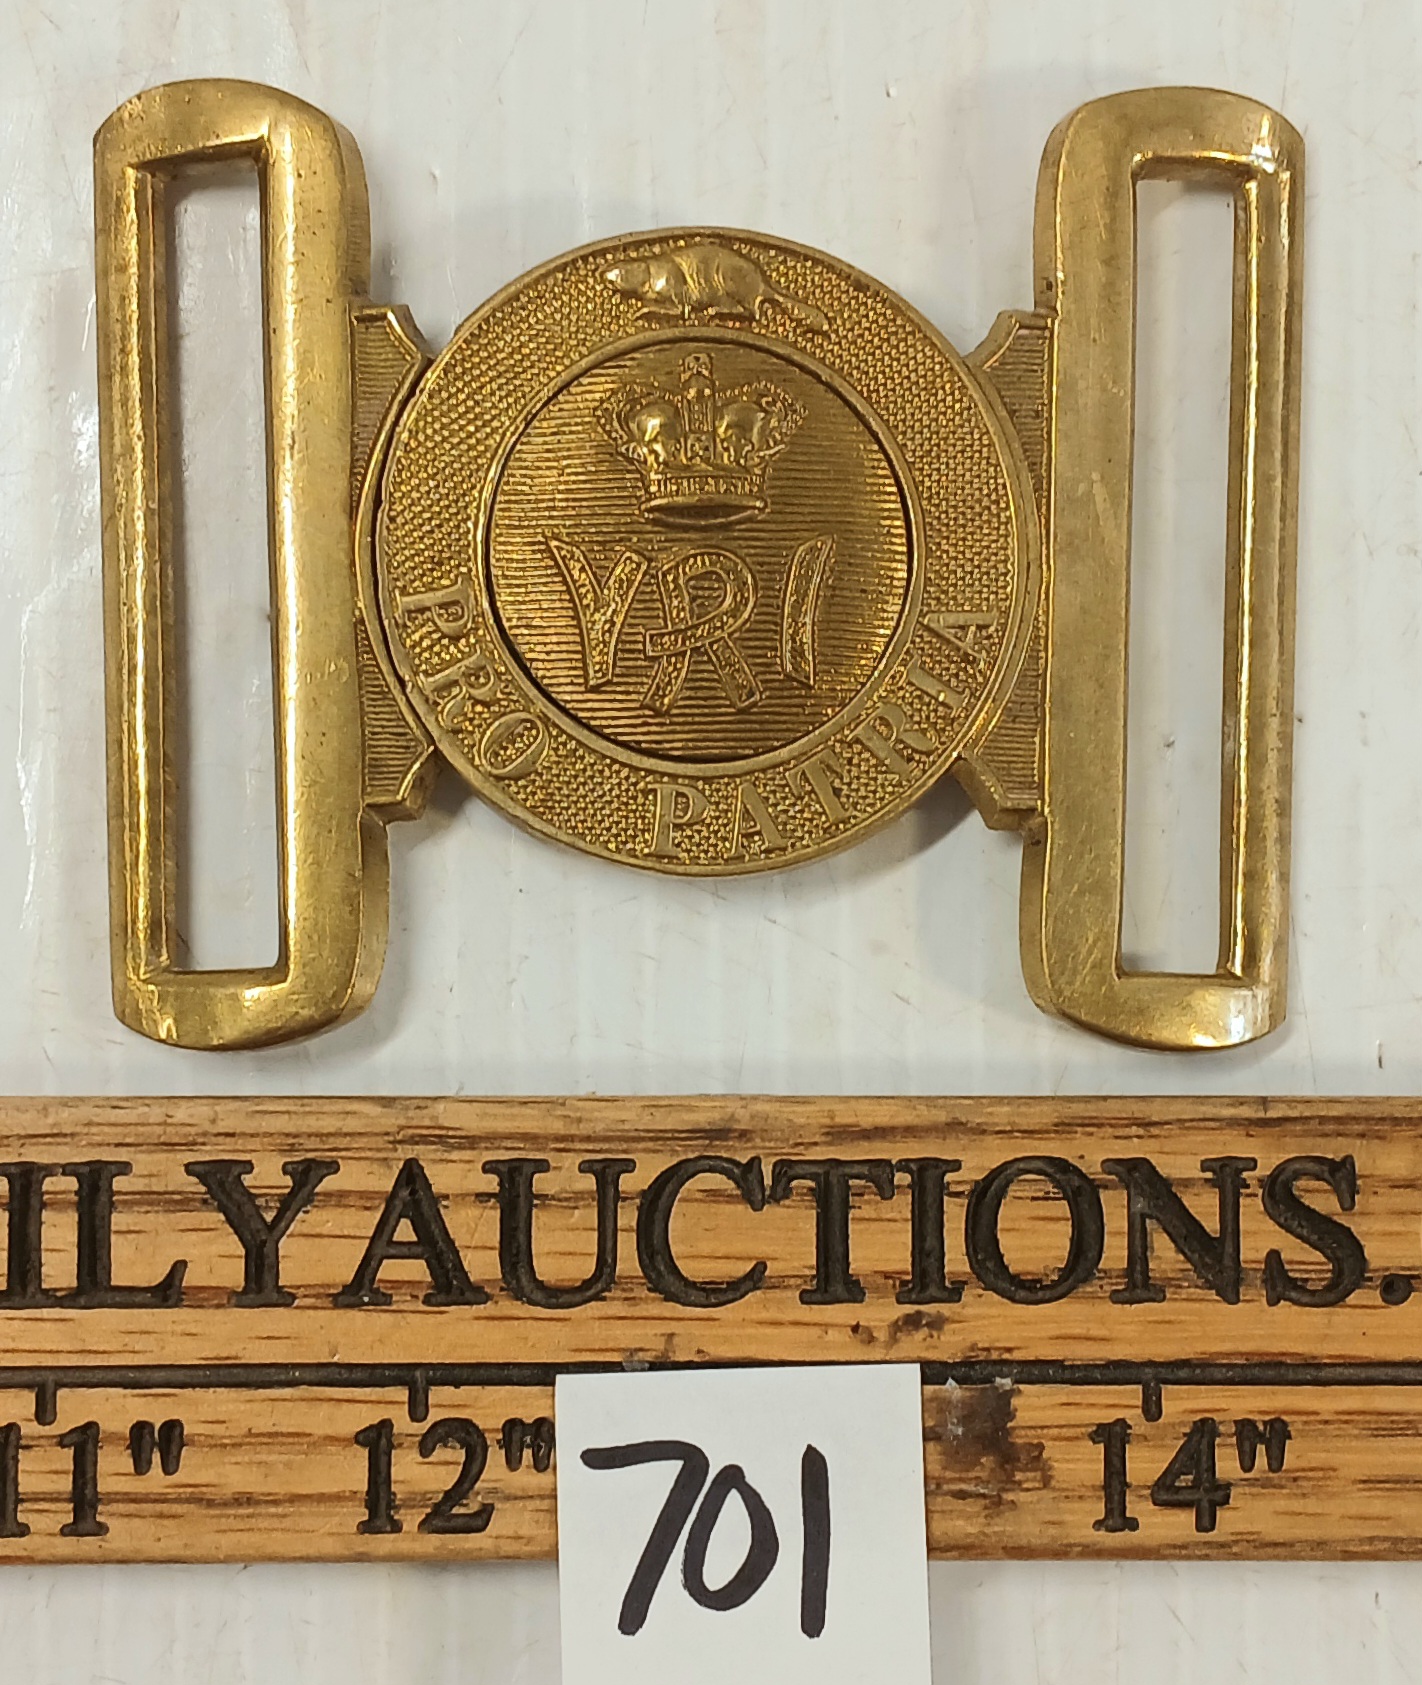 VRI
PRO PATRIA
ILYAUCTIONS.
11" 12" 14"
701